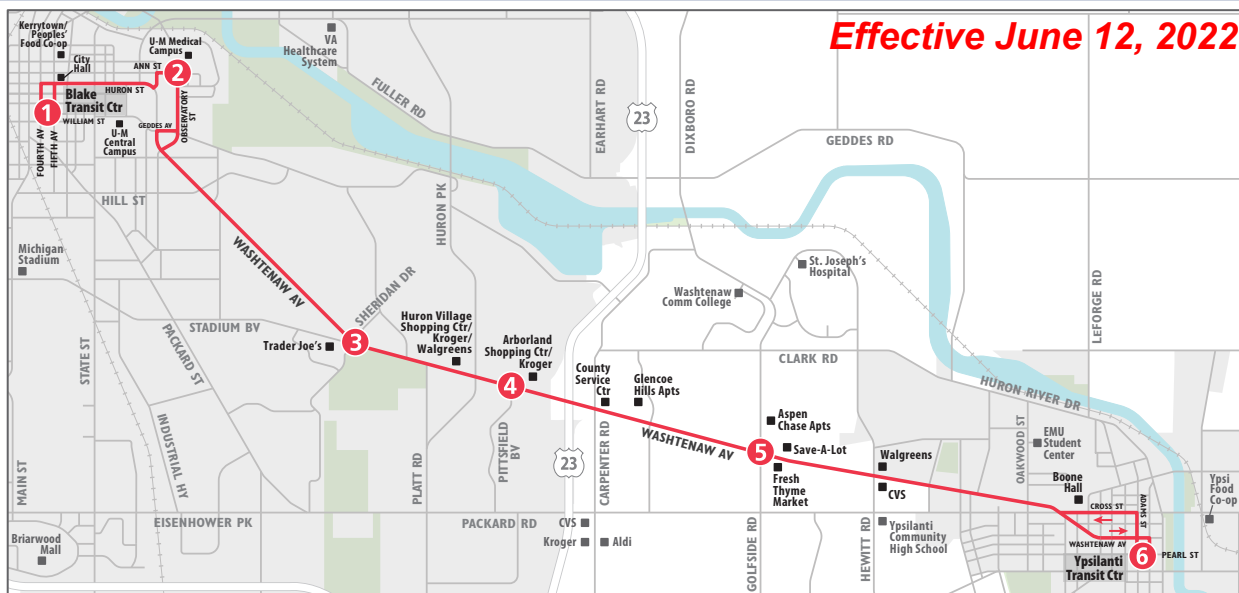 Effective June 12, 2022
Kerrytown/
Peoples'
Food Co-op
City
Hall
U-M Medical
Campus
ANN ST
2
VA
Healthcare
System
HURON ST
1
Blake
Transit Ctr
WILLIAM ST
FOURTH AV
FIFTH AV
U-M
Central
Campus
GEDDES AV
OBSERVATORY
ST
FULLER RD
EARHART RD
23
DIXBORO RD
GEDDES RD
HILL ST
HURON PK
Michigan
Stadium
WASHTENAW AV
SHERIDAN DR
STADIUM BV
Trader Joe's
3
STATE ST
PACKARD ST
INDUSTRIAL HY
MAIN ST
Huron Village
Shopping Ctr/
Kroger/
Walgreens
Arborland
Shopping Ctr/
Kroger
4
Washtenaw
Comm College
St. Joseph's
Hospital
CLARK RD
LEFORGE RD
HURON RIVER DR
County
Service
Ctr
Glencoe
Hills Apts
WASHTENAW AV
Aspen
Chase Apts
5
Save-A-Lot
Fresh
Thyme
Market
Walgreens
CVS
OAKWOOD ST
EMU
Student
Center
Boone
Hall
CROSS ST
ADAMS ST
WASHTENAW AV
Ypsi
Food
Co-op
PLATT RD
PITTSFIELD
BV
23
CARPENTER RD
EISENHOWER PK
PACKARD RD
CVS
Kroger
Aldi
GOLFSIDE RD
HEWITT RD
Ypsilanti
Community
High School
Briarwood
Mall
Ypsilanti
Transit Ctr
6
PEARL ST